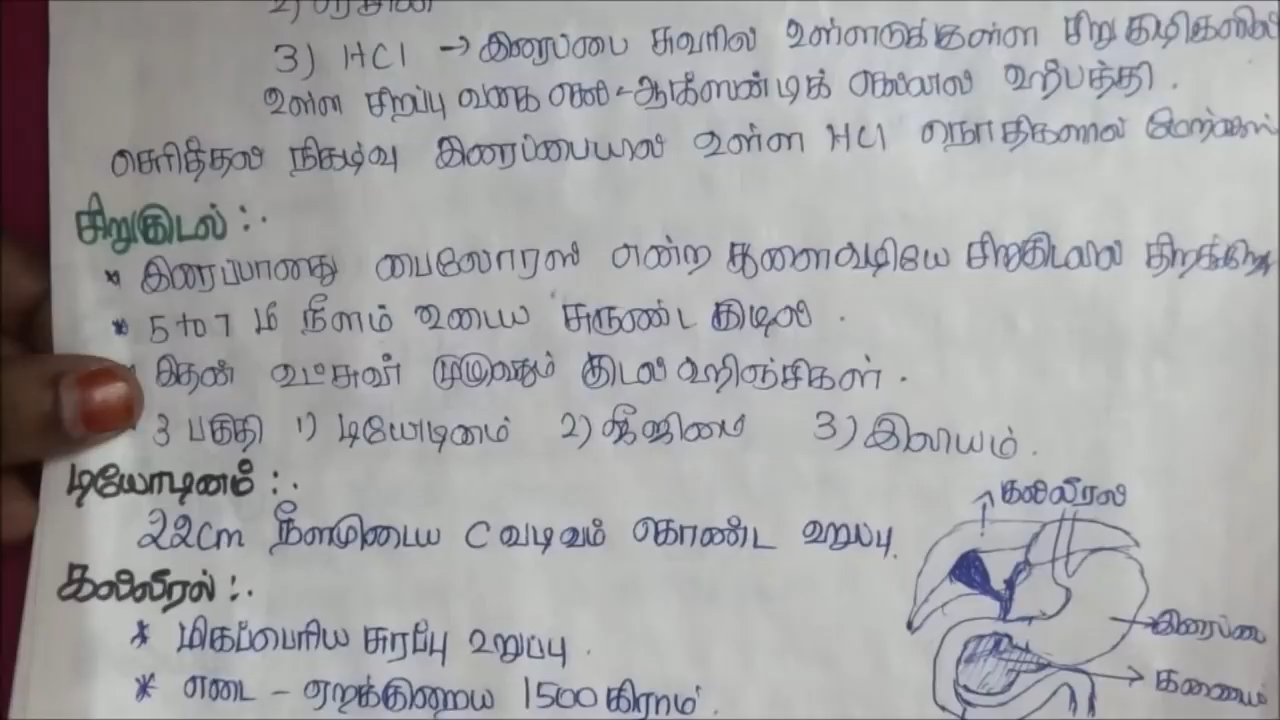 3) HCl → இரைப்பை சுவரில் உள்ளடுக்குள்ள சிறு குழிகளில்
உள்ள சிறப்பு வகை செல் - ஆக்ஸண்டிக் செல்லால் உற்பத்தி .
செரித்தல் நிகழ்வு இரைப்பையில் உள்ள HCl நொதிகளால்
சிறுகுடல் :.
* இரைப்பானது பைலோரஸ் என்ற துளைவழியே சிறுகுடலில் திறக்கிறது
* 5 to 7 மீ நீளம் உடைய சுருண்ட குடல் .
இதன் உட்சுவர் முழுவதும் குடல் உறிஞ்சிகள் .
3 பகுதி 1) டியோடினம் 2) ஜீஜினம் 3) இலியம் .
டியோடினம் :.
22cm நீளமுடைய C வடிவம் கொண்ட உறுப்பு .
கல்லீரல் :.
* மிகப்பெரிய சுரப்பு உறுப்பு .
* எடை - ஏறக்குறைய 1500 கிராம் .
கல்லீரல்
இரைப்பை
கணையம்